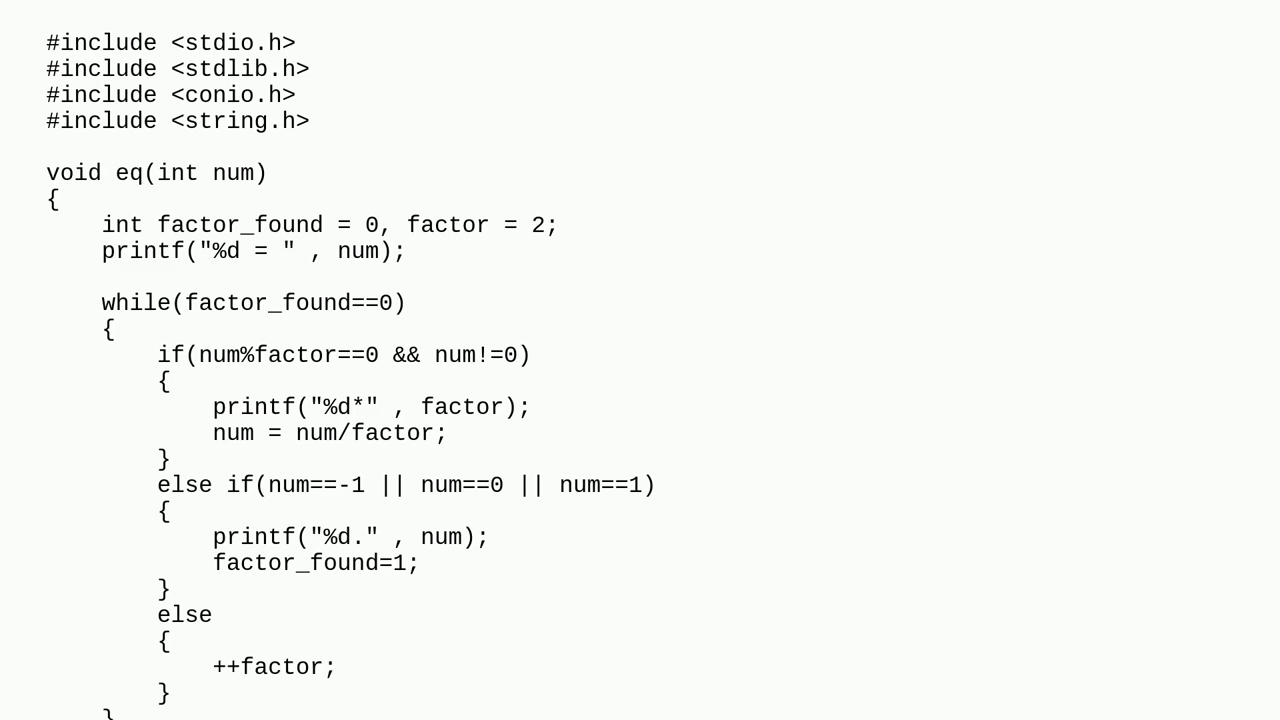 #include <stdio.h>
#include <stdlib.h>
#include <conio.h>
#include <string.h>

void eq(int num)
{
    int factor_found = 0, factor = 2;
    printf("%d = " , num);

    while(factor_found==0)
    {
        if(num%factor==0 && num!=0)
        {
            printf("%d*" , factor);
            num = num/factor;
        }
        else if(num==-1 || num==0 || num==1)
        {
            printf("%d." , num);
            factor_found=1;
        }
        else
        {
            ++factor;
        }
    }